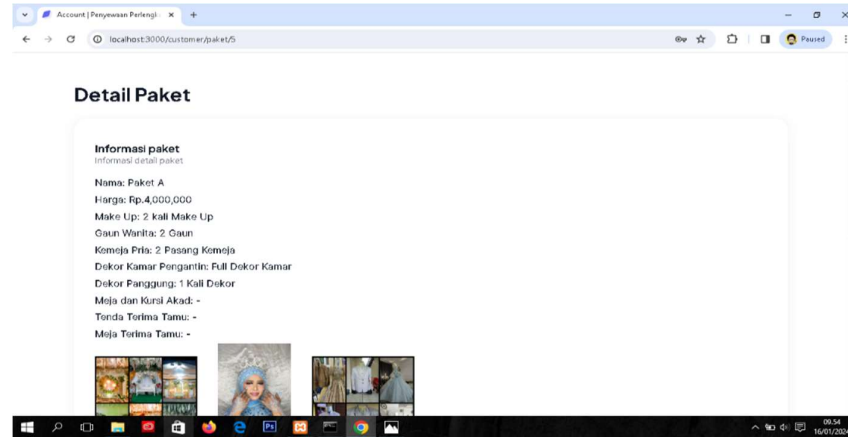 Account | Penyewaan Perlengk
localhost:3000/customer/paket/5
Paused
Detail Paket
Informasi paket
Informasi detail paket
Nama: Paket A
Harga: Rp.4,000,000
Make Up: 2 kali Make Up
Gaun Wanita: 2 Gaun
Kemeja Pria: 2 Pasang Kemeja
Dekor Kamar Pengantin: Full Dekor Kamar
Dekor Panggung: 1 Kali Dekor
Meja dan Kursi Akad: -
Tenda Terima Tamu: -
Meja Terima Tamu: -
Ps
09.54
16/01/2024